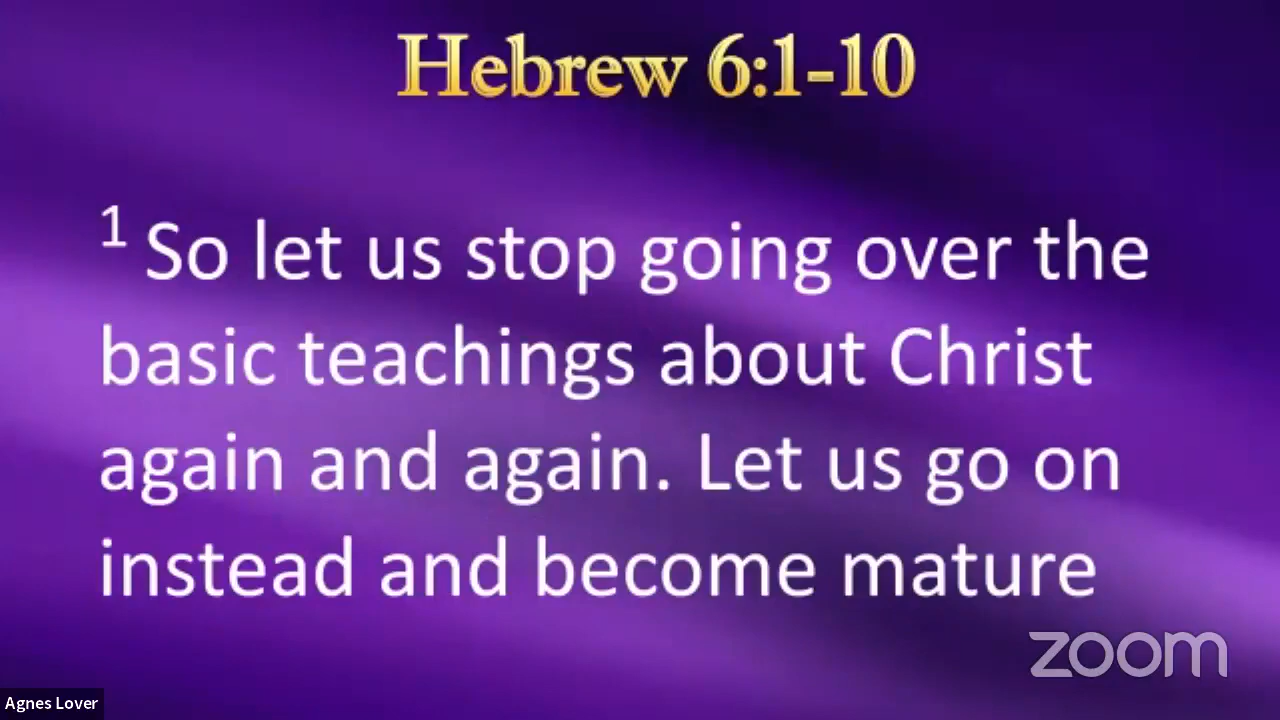 Hebrew 6:1-10
1 So let us stop going over the
basic teachings about Christ
again and again. Let us go on
instead and become mature
zoom
Agnes Lover